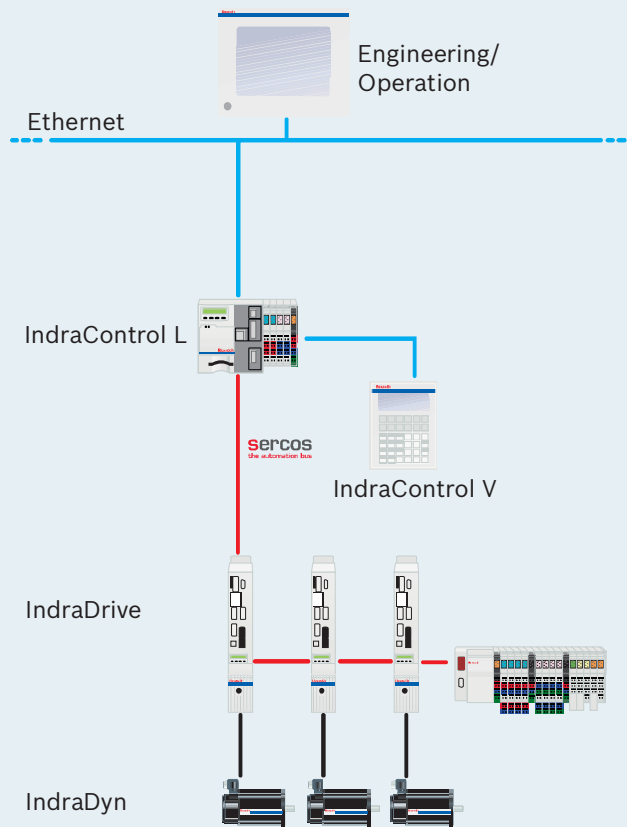 Engineering/
Operation
Ethernet
IndraControl L
sercos
the automation bus
IndraControl V
IndraDrive
IndraDyn